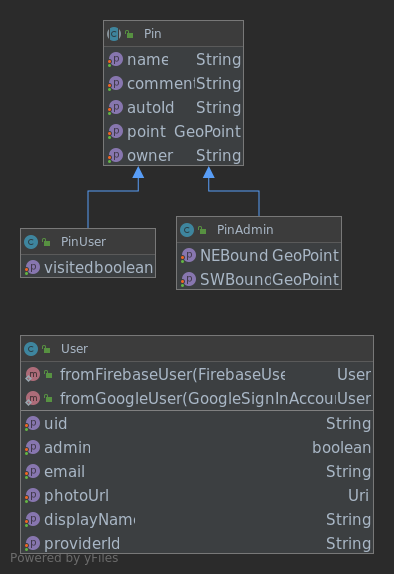 C Pin
p name String
p comment String
p autoId String
p point GeoPoint
p owner String
C PinUser
p visited boolean
C PinAdmin
p NEBound GeoPoint
p SWBound GeoPoint
C User
m fromFirebaseUser(FirebaseUse User
m fromGoogleUser(GoogleSignInAccou User
p uid String
p admin boolean
p email String
p photoUrl Uri
p displayName String
p providerId String
Powered by yFiles